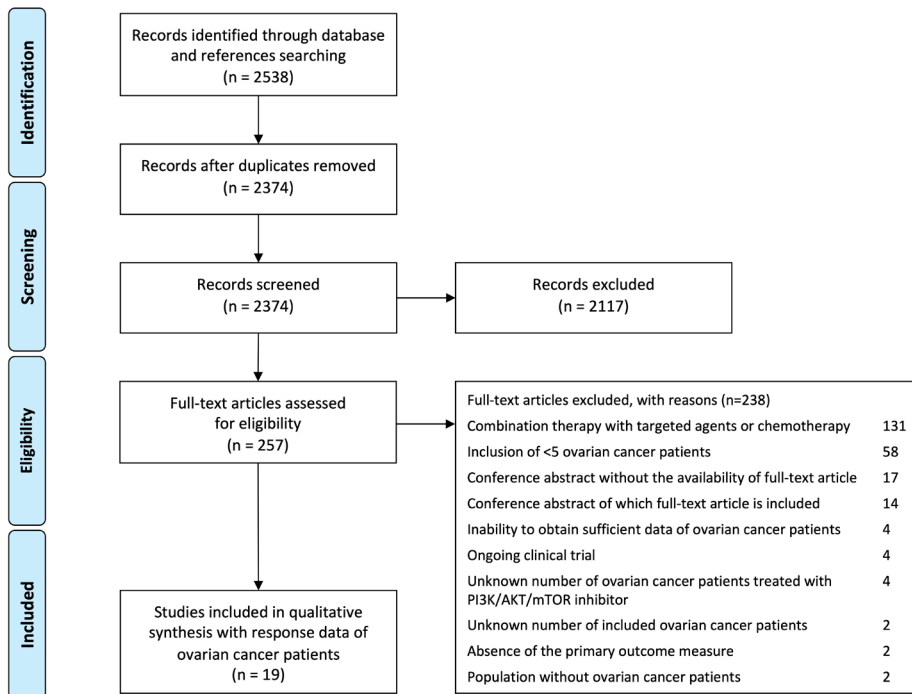 Identification
Records identified through database
and references searching
(n = 2538)
Records after duplicates removed
(n = 2374)
Screening
Records screened
(n = 2374)
Records excluded
(n = 2117)
Eligibility
Full-text articles assessed
for eligibility
(n = 257)
Full-text articles excluded, with reasons (n=238)
Combination therapy with targeted agents or chemotherapy 131
Inclusion of <5 ovarian cancer patients 58
Conference abstract without the availability of full-text article 17
Conference abstract of which full-text article is included 14
Inability to obtain sufficient data of ovarian cancer patients 4
Ongoing clinical trial 4
Unknown number of ovarian cancer patients treated with 4
PI3K/AKT/mTOR inhibitor
Unknown number of included ovarian cancer patients 2
Absence of the primary outcome measure 2
Population without ovarian cancer patients 2
Included
Studies included in qualitative
synthesis with response data of
ovarian cancer patients
(n = 19)